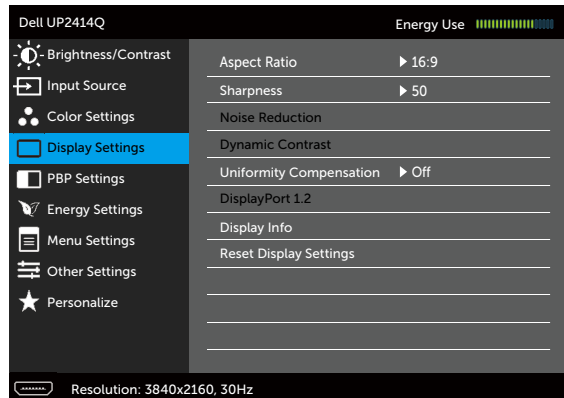 Dell UP2414Q Energy Use
Brightness/Contrast
Input Source
Color Settings
Display Settings
PBP Settings
Energy Settings
Menu Settings
Other Settings
Personalize
Aspect Ratio 16:9
Sharpness 50
Noise Reduction
Dynamic Contrast
Uniformity Compensation Off
DisplayPort 1.2
Display Info
Reset Display Settings
Resolution: 3840x2160, 30Hz